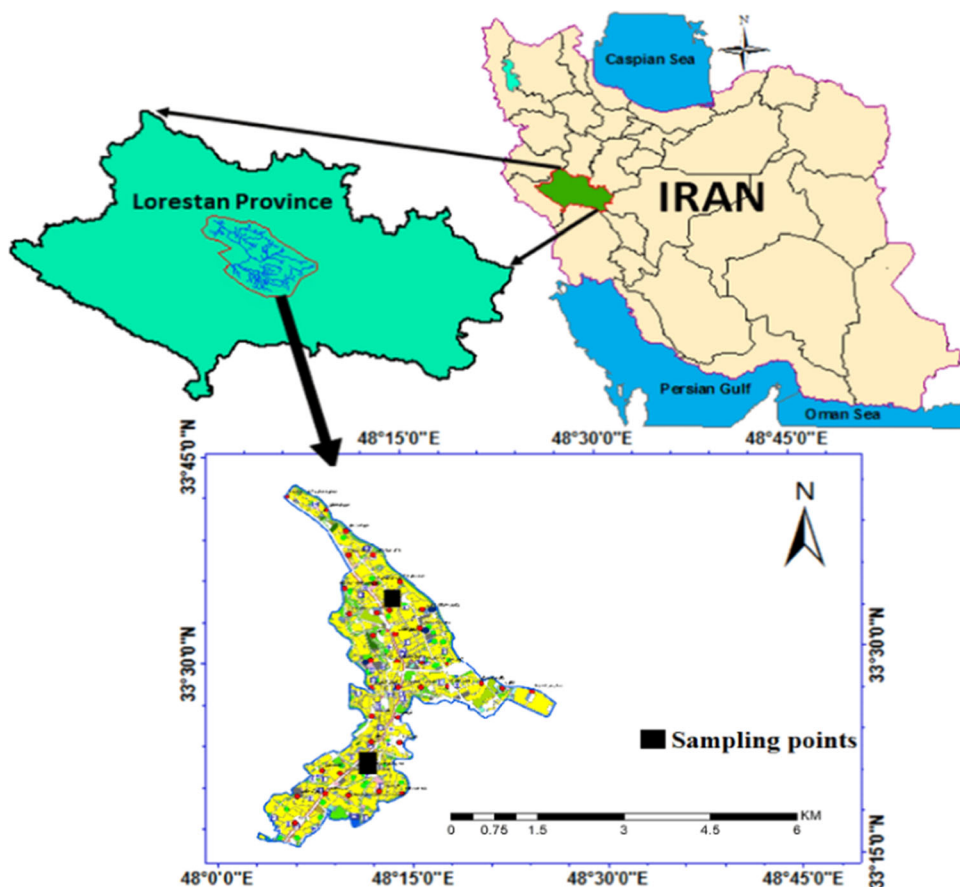 N
Caspian Sea
Lorestan Province
IRAN
Persian Gulf
Oman Sea
48°15'0"E
48°30'0"E
48°45'0"E
33°45'0"N
N
33°30'0"N
33°30'0"N
Sampling points
KM
0 0.75 1.5 3 4.5 6
33°15'0"N
48°0'0"E
48°15'0"E
48°30'0"E
48°45'0"E